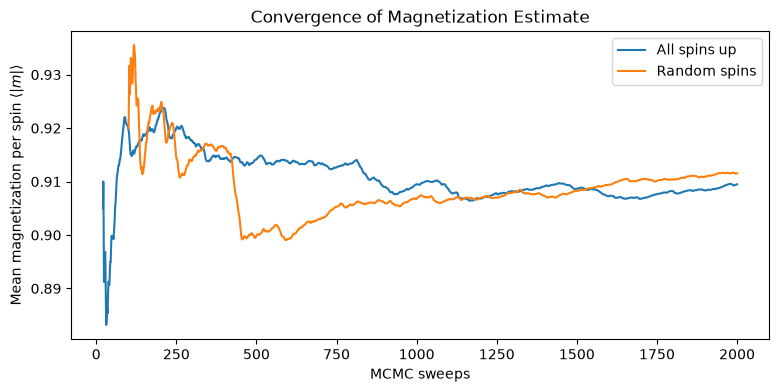 Convergence of Magnetization Estimate
All spins up
Random spins
Mean magnetization per spin ⟨|m|⟩
0.93
0.92
0.91
0.90
0.89
0
250
500
750
1000
1250
1500
1750
2000
MCMC sweeps